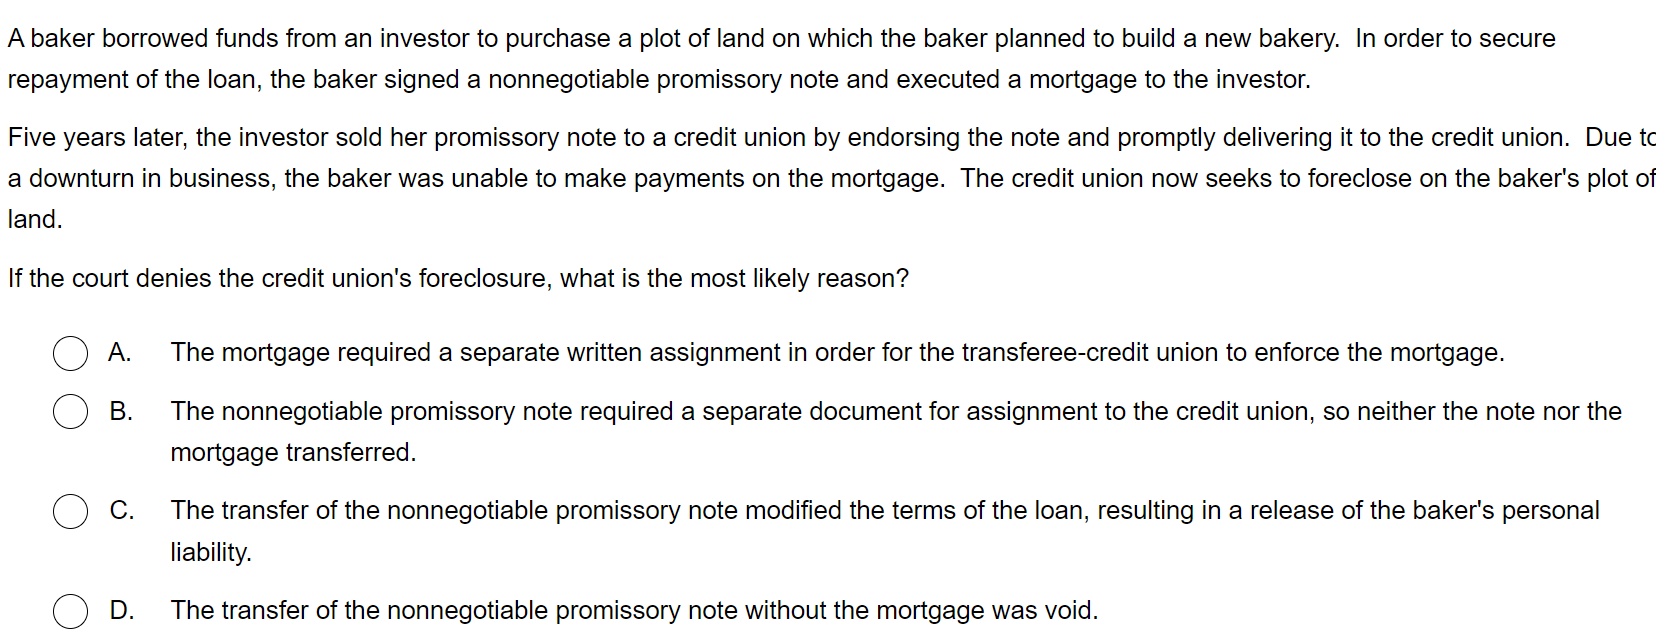 A baker borrowed funds from an investor to purchase a plot of land on which the baker planned to build a new bakery.  In order to secure
repayment of the loan, the baker signed a nonnegotiable promissory note and executed a mortgage to the investor.
Five years later, the investor sold her promissory note to a credit union by endorsing the note and promptly delivering it to the credit union.  Due to
a downturn in business, the baker was unable to make payments on the mortgage.  The credit union now seeks to foreclose on the baker's plot of
land.
If the court denies the credit union's foreclosure, what is the most likely reason?
A. The mortgage required a separate written assignment in order for the transferee-credit union to enforce the mortgage.
B. The nonnegotiable promissory note required a separate document for assignment to the credit union, so neither the note nor the
mortgage transferred.
C. The transfer of the nonnegotiable promissory note modified the terms of the loan, resulting in a release of the baker's personal
liability.
D. The transfer of the nonnegotiable promissory note without the mortgage was void.